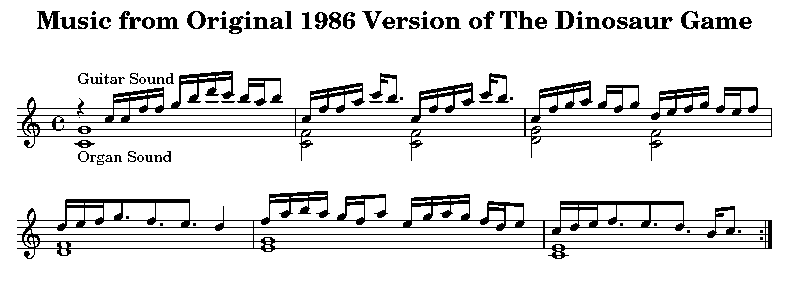 Music from Original 1986 Version of The Dinosaur Game
Guitar Sound
Organ Sound